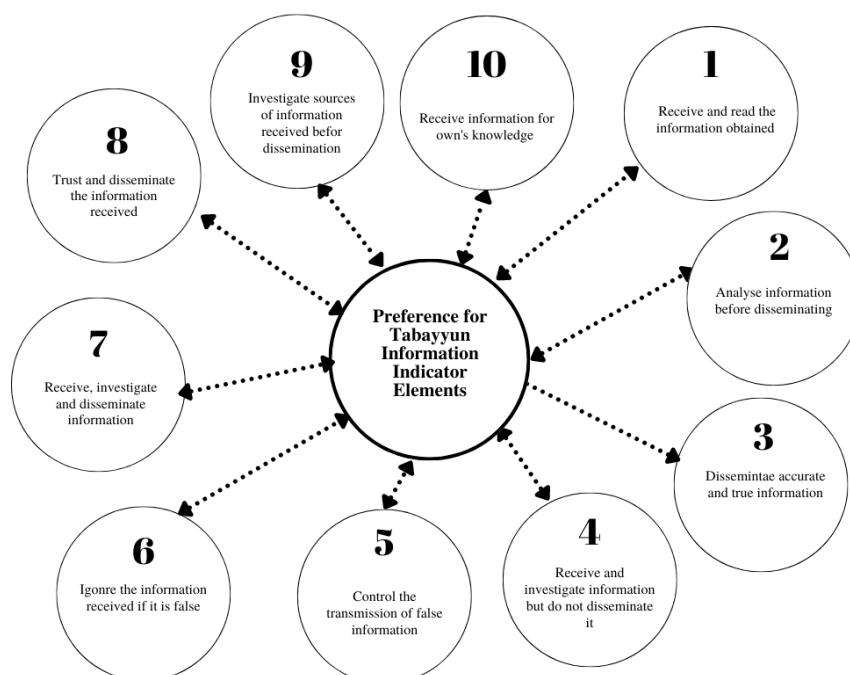 Preference for
Tabayyun
Information
Indicator
Elements
1
Receive and read the
information obtained
2
Analyse information
before disseminating
3
Dissemintae accurate
and true information
4
Receive and
investigate information
but do not disseminate
it
5
Control the
transmission of false
information
6
Igonre the information
received if it is false
7
Receive, investigate
and disseminate
information
8
Trust and disseminate
the information
received
9
Investigate sources
of information
received befor
dissemination
10
Receive information for
own's knowledge